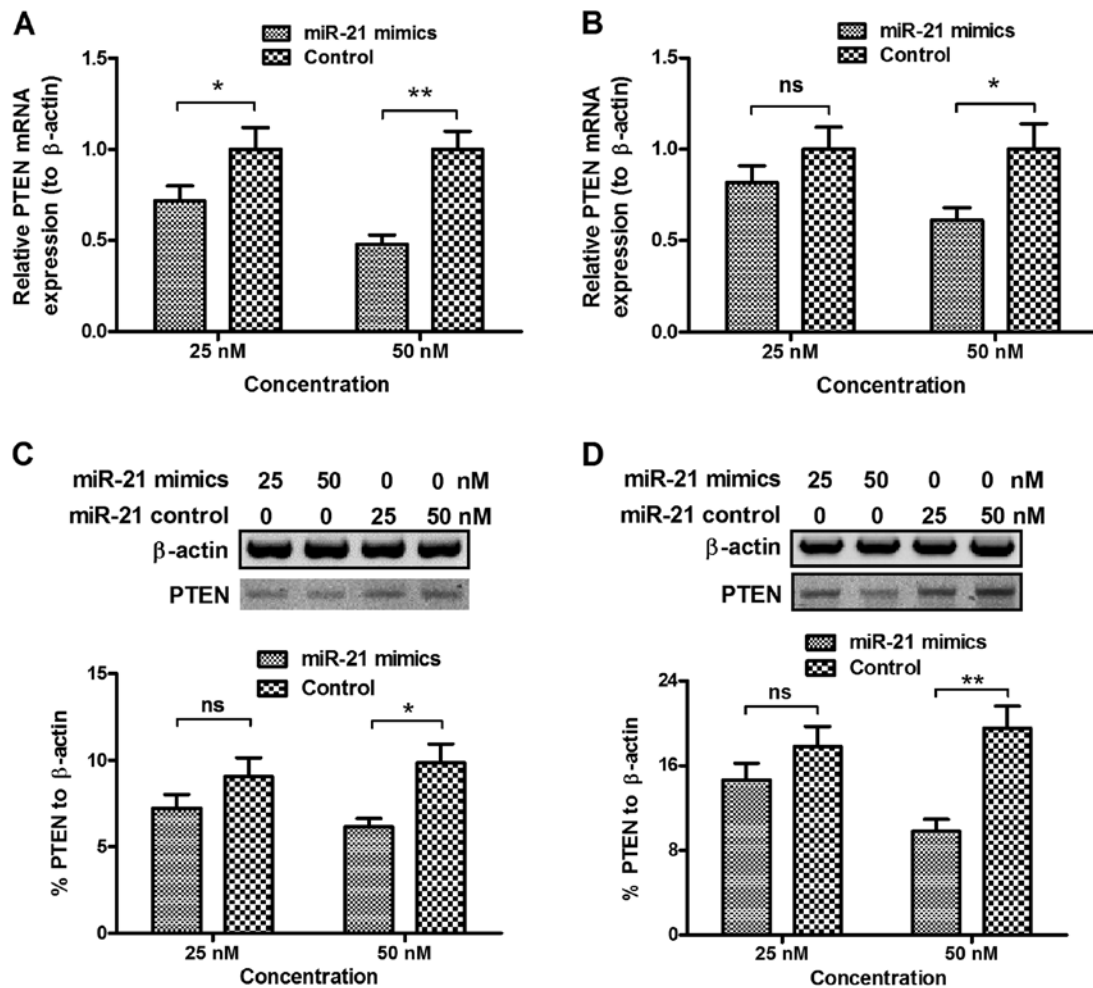 A
miR-21 mimics
Control
Relative PTEN mRNA
expression (to β-actin)
1.5
1.0
0.5
0.0
*
**
25 nM
50 nM
Concentration
B
miR-21 mimics
Control
Relative PTEN mRNA
expression (to β-actin)
1.5
1.0
0.5
0.0
ns
*
25 nM
50 nM
Concentration
C
miR-21 mimics 25 50 0 0 nM
miR-21 control 0 0 25 50 nM
β-actin
PTEN
miR-21 mimics
Control
% PTEN to β-actin
15
10
5
0
ns
*
25 nM
50 nM
Concentration
D
miR-21 mimics 25 50 0 0 nM
miR-21 control 0 0 25 50 nM
β-actin
PTEN
miR-21 mimics
Control
% PTEN to β-actin
24
16
8
0
ns
**
25 nM
50 nM
Concentration